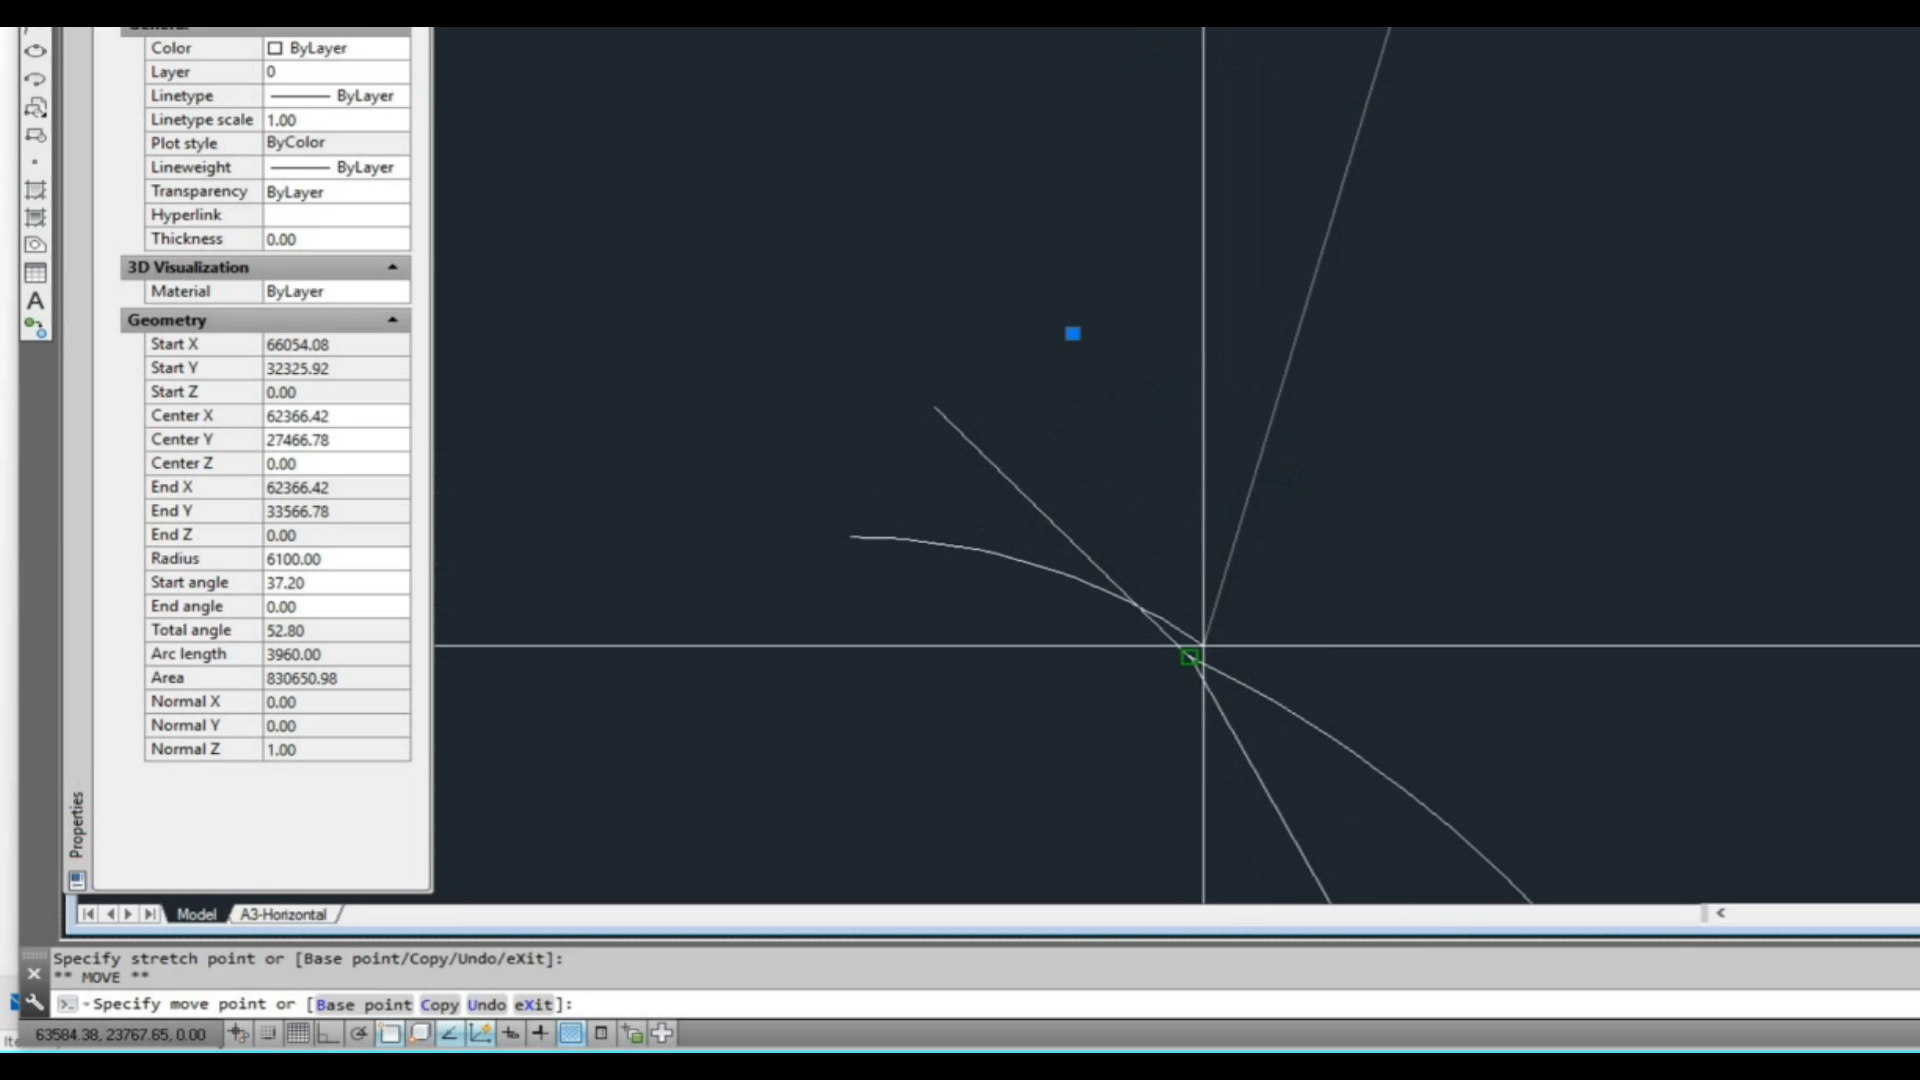 General
Color ByLayer
Layer 0
Linetype ByLayer
Linetype scale 1.00
Plot style ByColor
Lineweight ByLayer
Transparency ByLayer
Hyperlink
Thickness 0.00
3D Visualization
Material ByLayer
Geometry
Start X 66054.08
Start Y 32325.92
Start Z 0.00
Center X 62366.42
Center Y 27466.78
Center Z 0.00
End X 62366.42
End Y 33566.78
End Z 0.00
Radius 6100.00
Start angle 37.20
End angle 0.00
Total angle 52.80
Arc length 3960.00
Area 830650.98
Normal X 0.00
Normal Y 0.00
Normal Z 1.00
Properties
Model A3-Horizontal
Specify stretch point or [Base point/Copy/Undo/eXit]:
** MOVE **
Specify move point or [Base point Copy Undo eXit]:
63584.38, 23767.65, 0.00